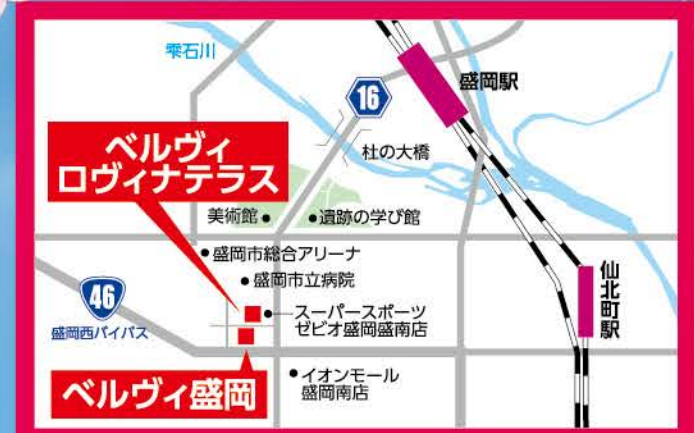 雫石川
16
盛岡駅
ベルヴィ
ロヴィナテラス
杜の大橋
美術館
遺跡の学び館
盛岡市総合アリーナ
盛岡市立病院
46
盛岡西バイパス
スーパースポーツ
ゼビオ盛岡盛南店
仙北町駅
ベルヴィ盛岡
イオンモール
盛岡南店